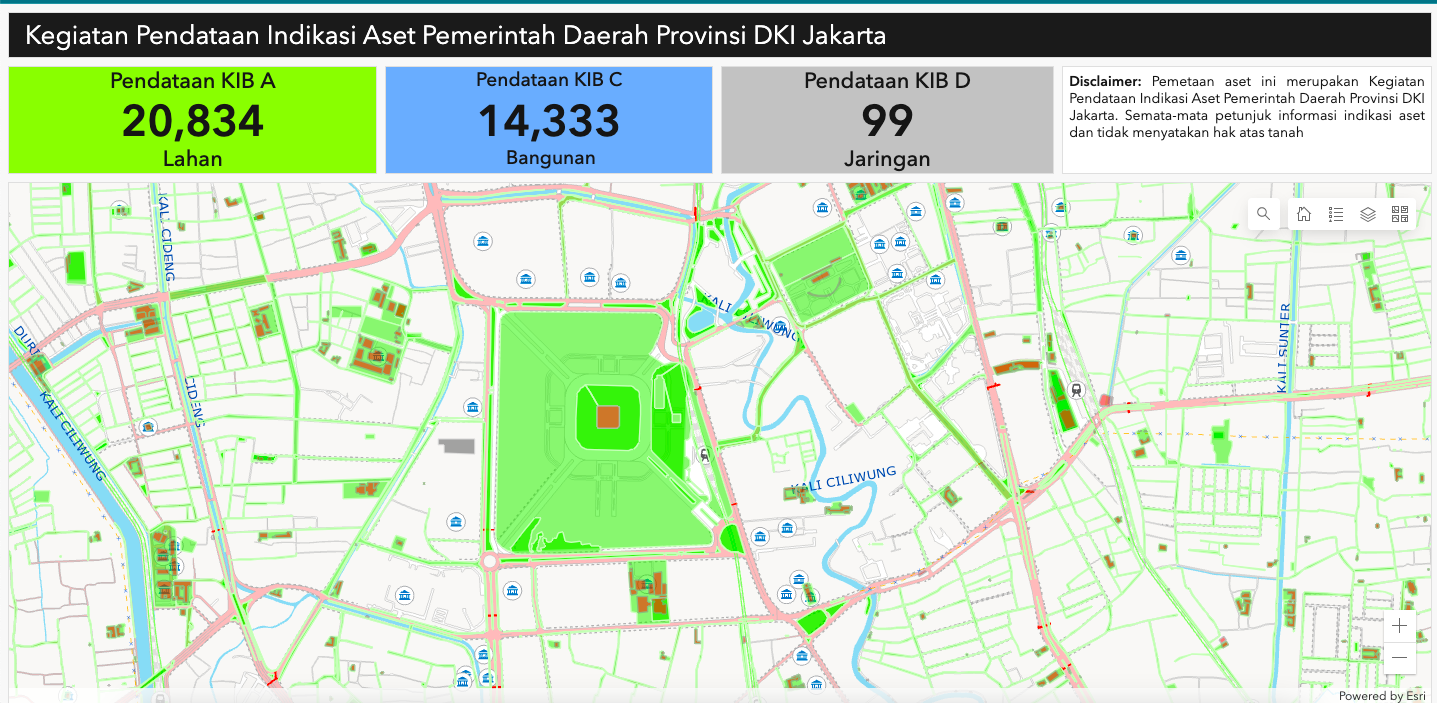 Kegiatan Pendataan Indikasi Aset Pemerintah Daerah Provinsi DKI Jakarta
Pendataan KIB A
20,834
Lahan
Pendataan KIB C
14,333
Bangunan
Pendataan KIB D
99
Jaringan
Disclaimer: Pemetaan aset ini merupakan Kegiatan
Pendataan Indikasi Aset Pemerintah Daerah Provinsi DKI
Jakarta. Semata-mata petunjuk informasi indikasi aset
dan tidak menyatakan hak atas tanah
KALI CIDENG
KALI CILIWUNG
KALI SUNTER
DURI
CIDENG
KALI CILIWUNG
KALI CILIWUNG
Powered by Esri